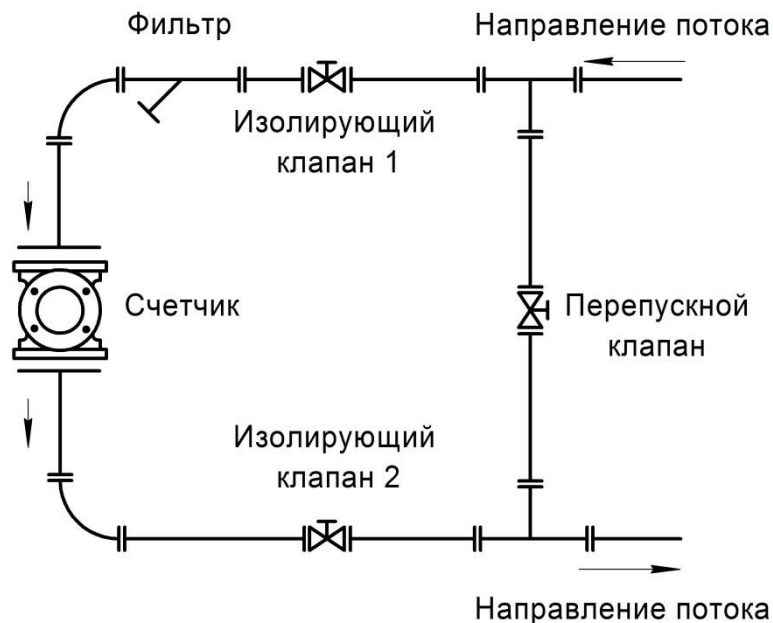 Фильтр
Направление потока
Изолирующий
клапан 1
Счетчик
Перепускной
клапан
Изолирующий
клапан 2
Направление потока